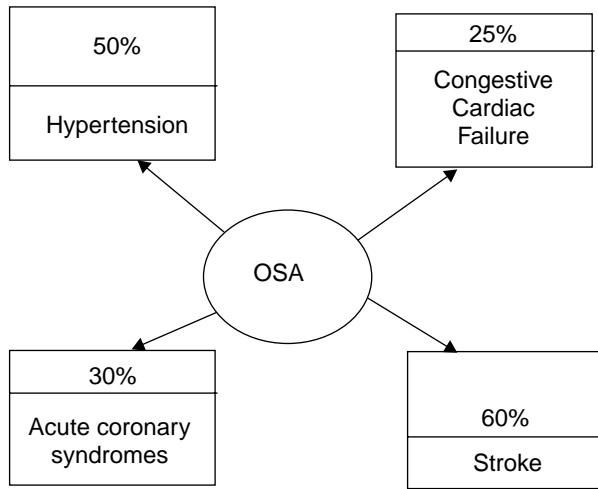 50%
Hypertension
25%
Congestive
Cardiac
Failure
OSA
30%
Acute coronary
syndromes
60%
Stroke